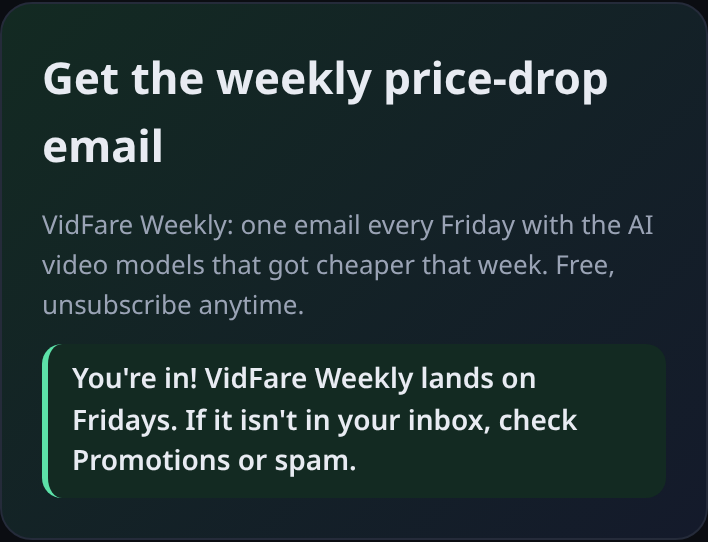 Get the weekly price-drop
email
VidFare Weekly: one email every Friday with the AI
video models that got cheaper that week. Free,
unsubscribe anytime.
You're in! VidFare Weekly lands on
Fridays. If it isn't in your inbox, check
Promotions or spam.